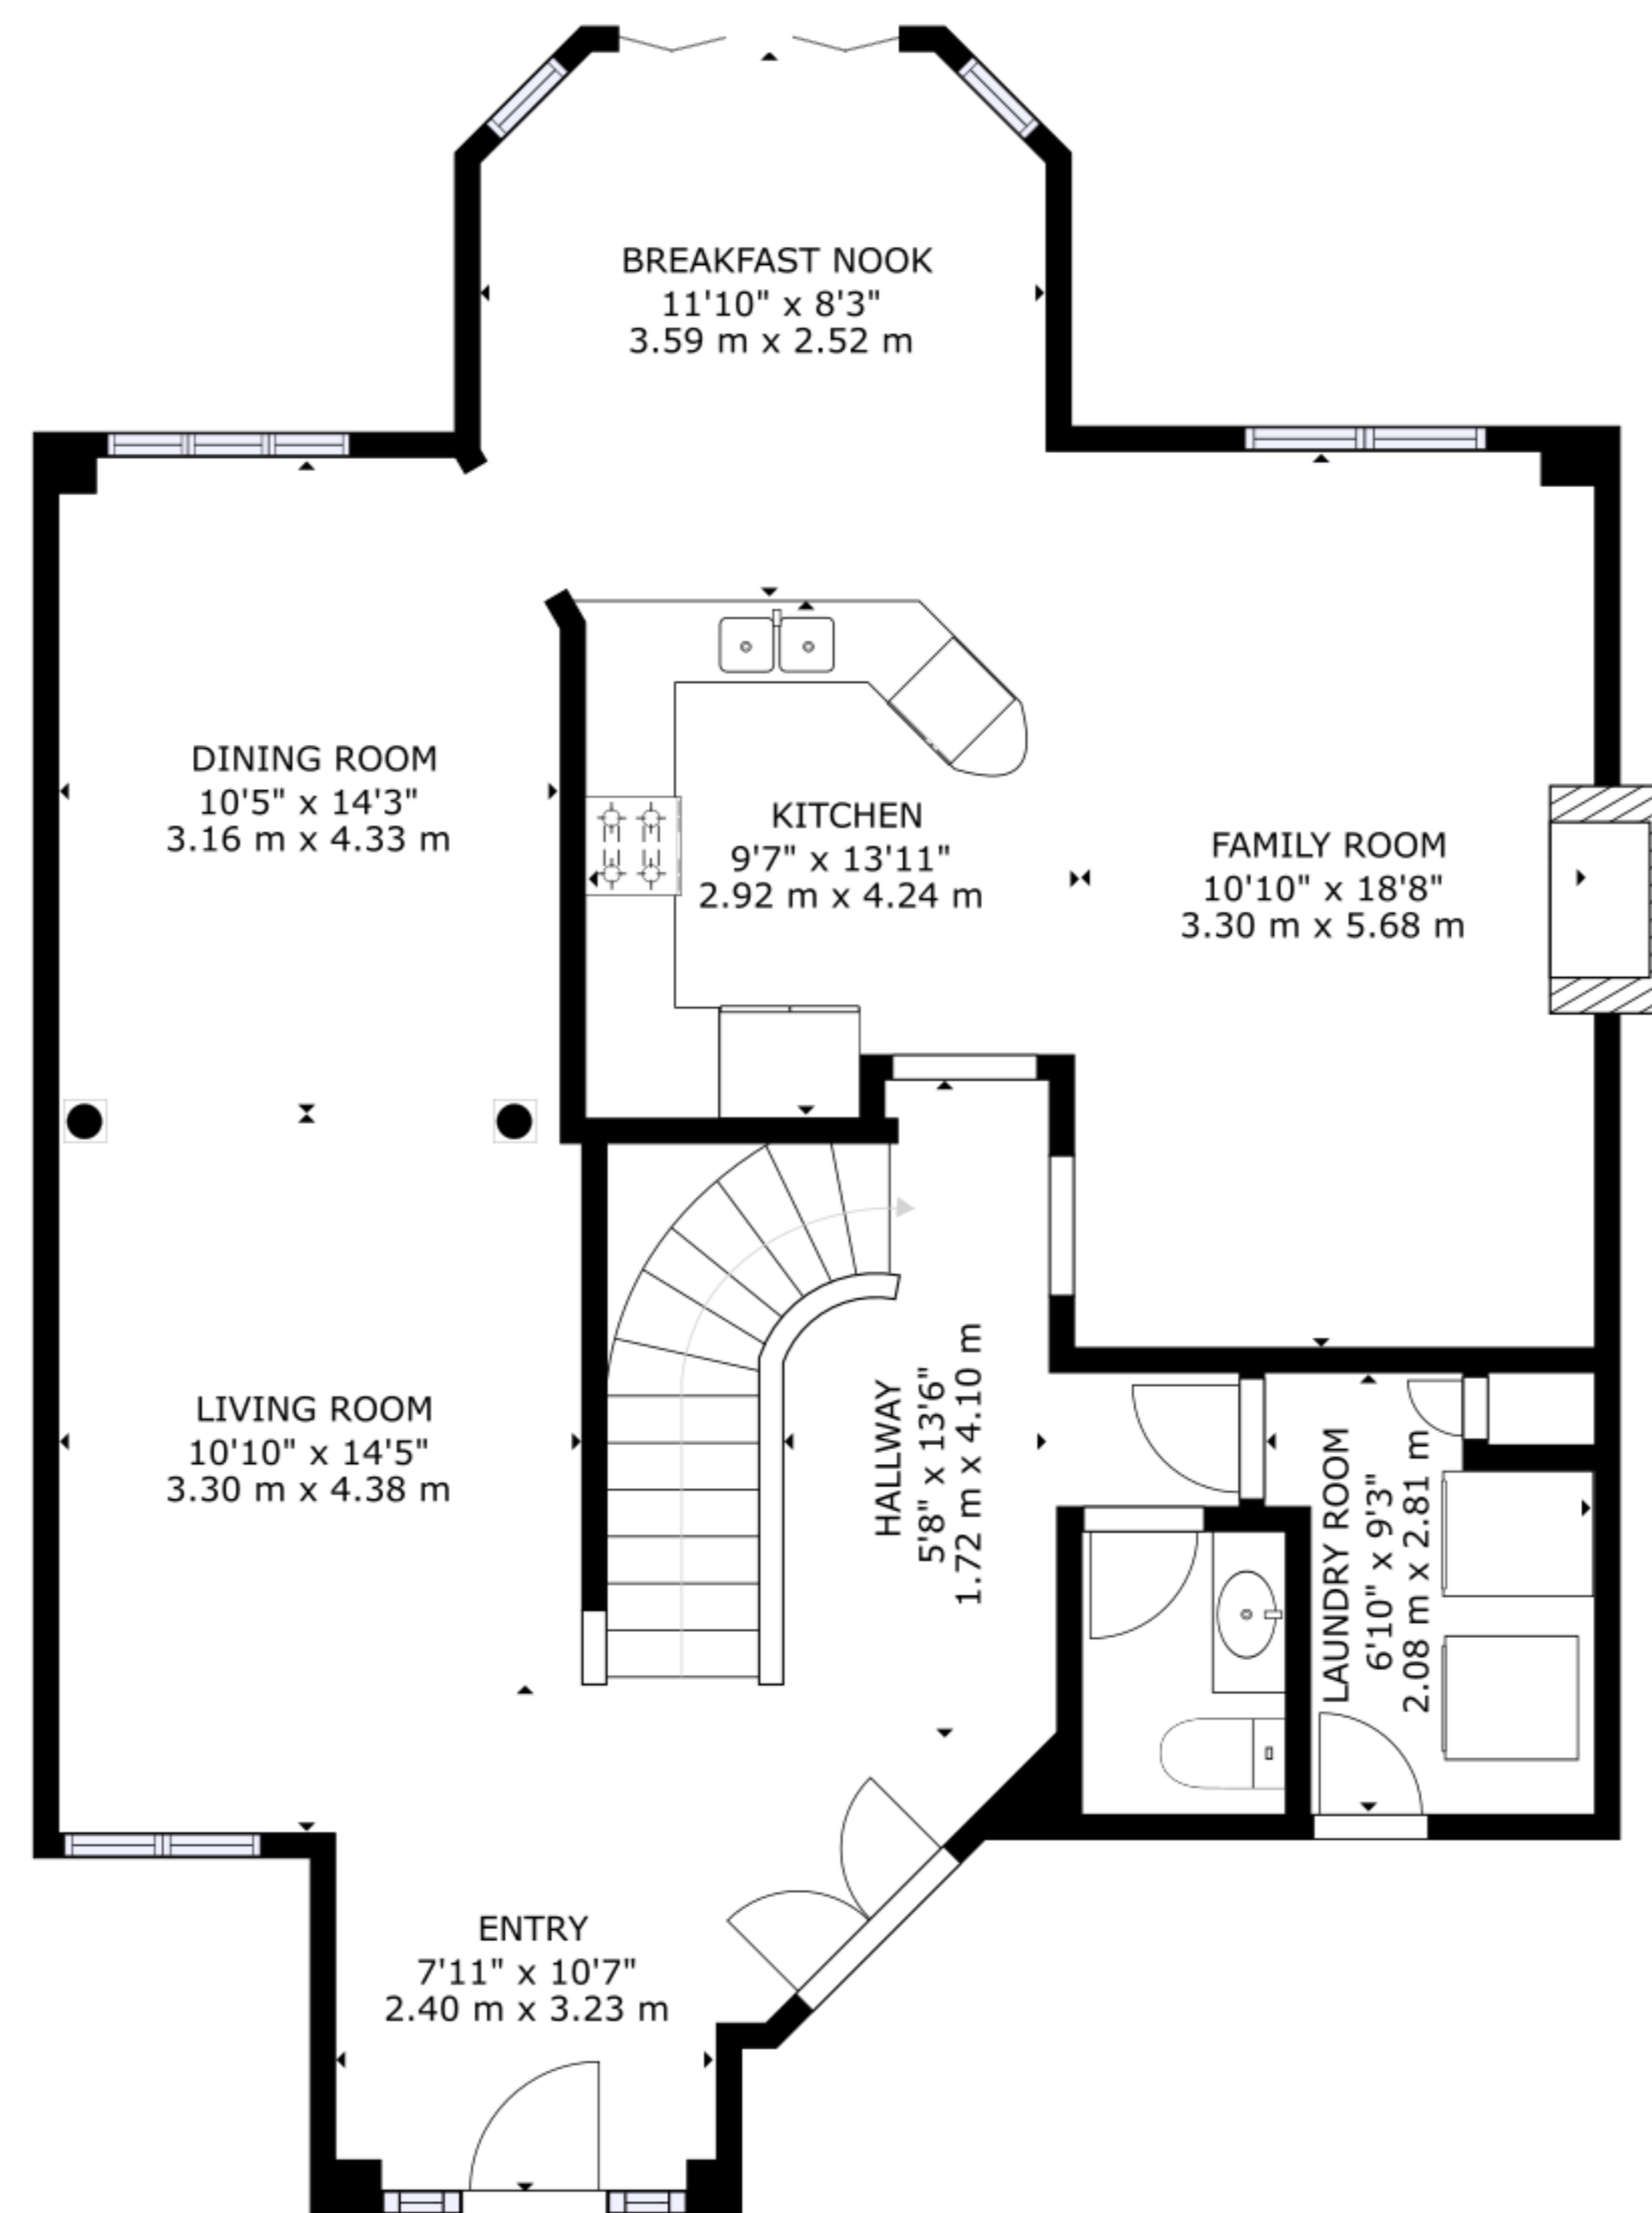 BREAKFAST NOOK
11'10" x 8'3"
3.59 m x 2.52 m
DINING ROOM
10'5" x 14'3"
3.16 m x 4.33 m
KITCHEN
9'7" x 13'11"
2.92 m x 4.24 m
FAMILY ROOM
10'10" x 18'8"
3.30 m x 5.68 m
LIVING ROOM
10'10" x 14'5"
3.30 m x 4.38 m
HALLWAY
5'8" x 13'6"
1.72 m x 4.10 m
LAUNDRY ROOM
6'10" x 9'3"
2.08 m x 2.81 m
ENTRY
7'11" x 10'7"
2.40 m x 3.23 m